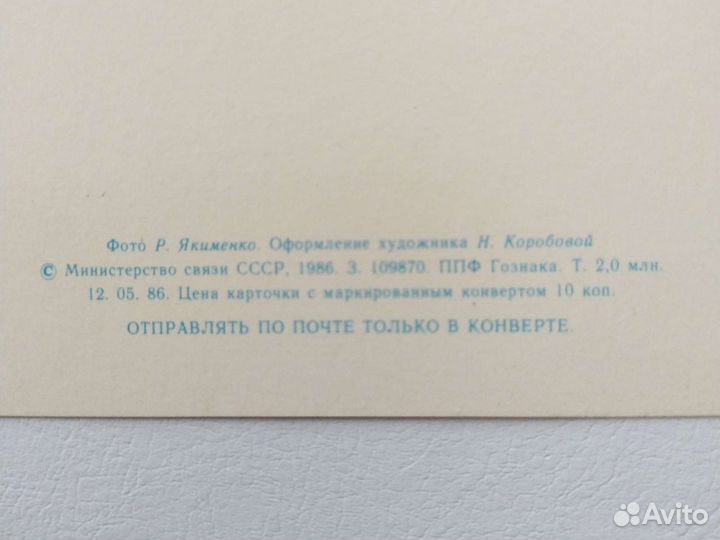 Фото Р. Якименко. Оформление художника Н. Коробовой
© Министерство связи СССР, 1986. З. 109870. ППФ Гознака. Т. 2,0 млн.
12. 05. 86. Цена карточки с маркированным конвертом 10 коп.
ОТПРАВЛЯТЬ ПО ПОЧТЕ ТОЛЬКО В КОНВЕРТЕ.
Avito